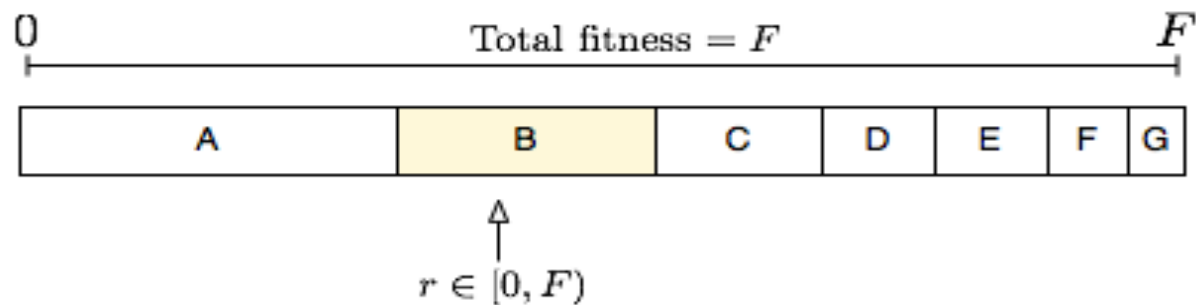 0 Total fitness = F F
A B C D E F G
r ∈ [0, F)